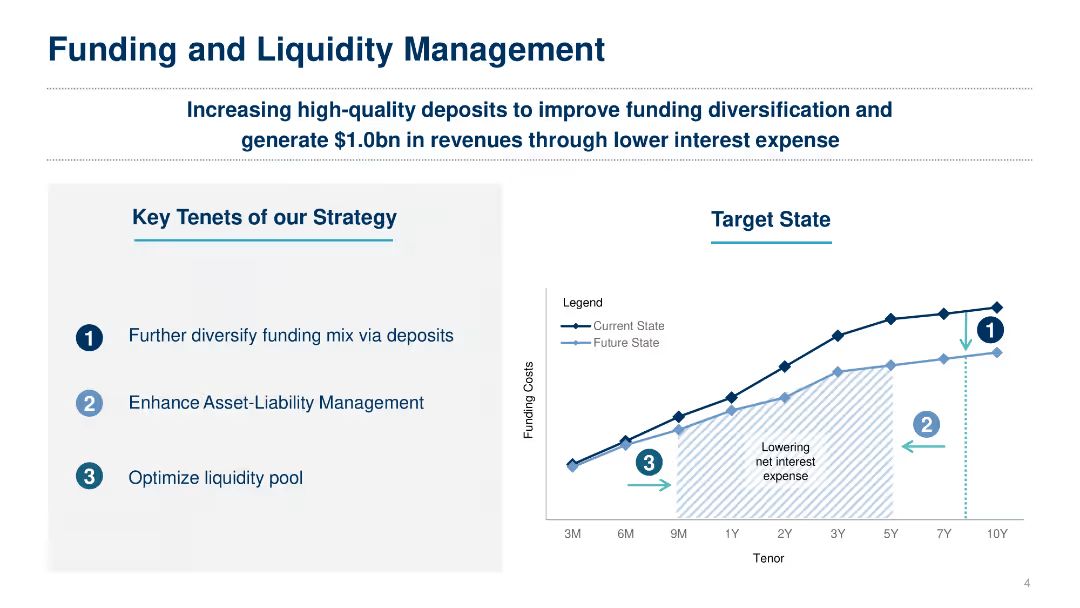 Funding and Liquidity Management
Increasing high-quality deposits to improve funding diversification and
generate $1.0bn in revenues through lower interest expense
Key Tenets of our Strategy
1 Further diversify funding mix via deposits
2 Enhance Asset-Liability Management
3 Optimize liquidity pool
Target State
Legend
Current State
Future State
Funding Costs
1
2
3
Lowering
net interest
expense
3M 6M 9M 1Y 2Y 3Y 5Y 7Y 10Y
Tenor
4